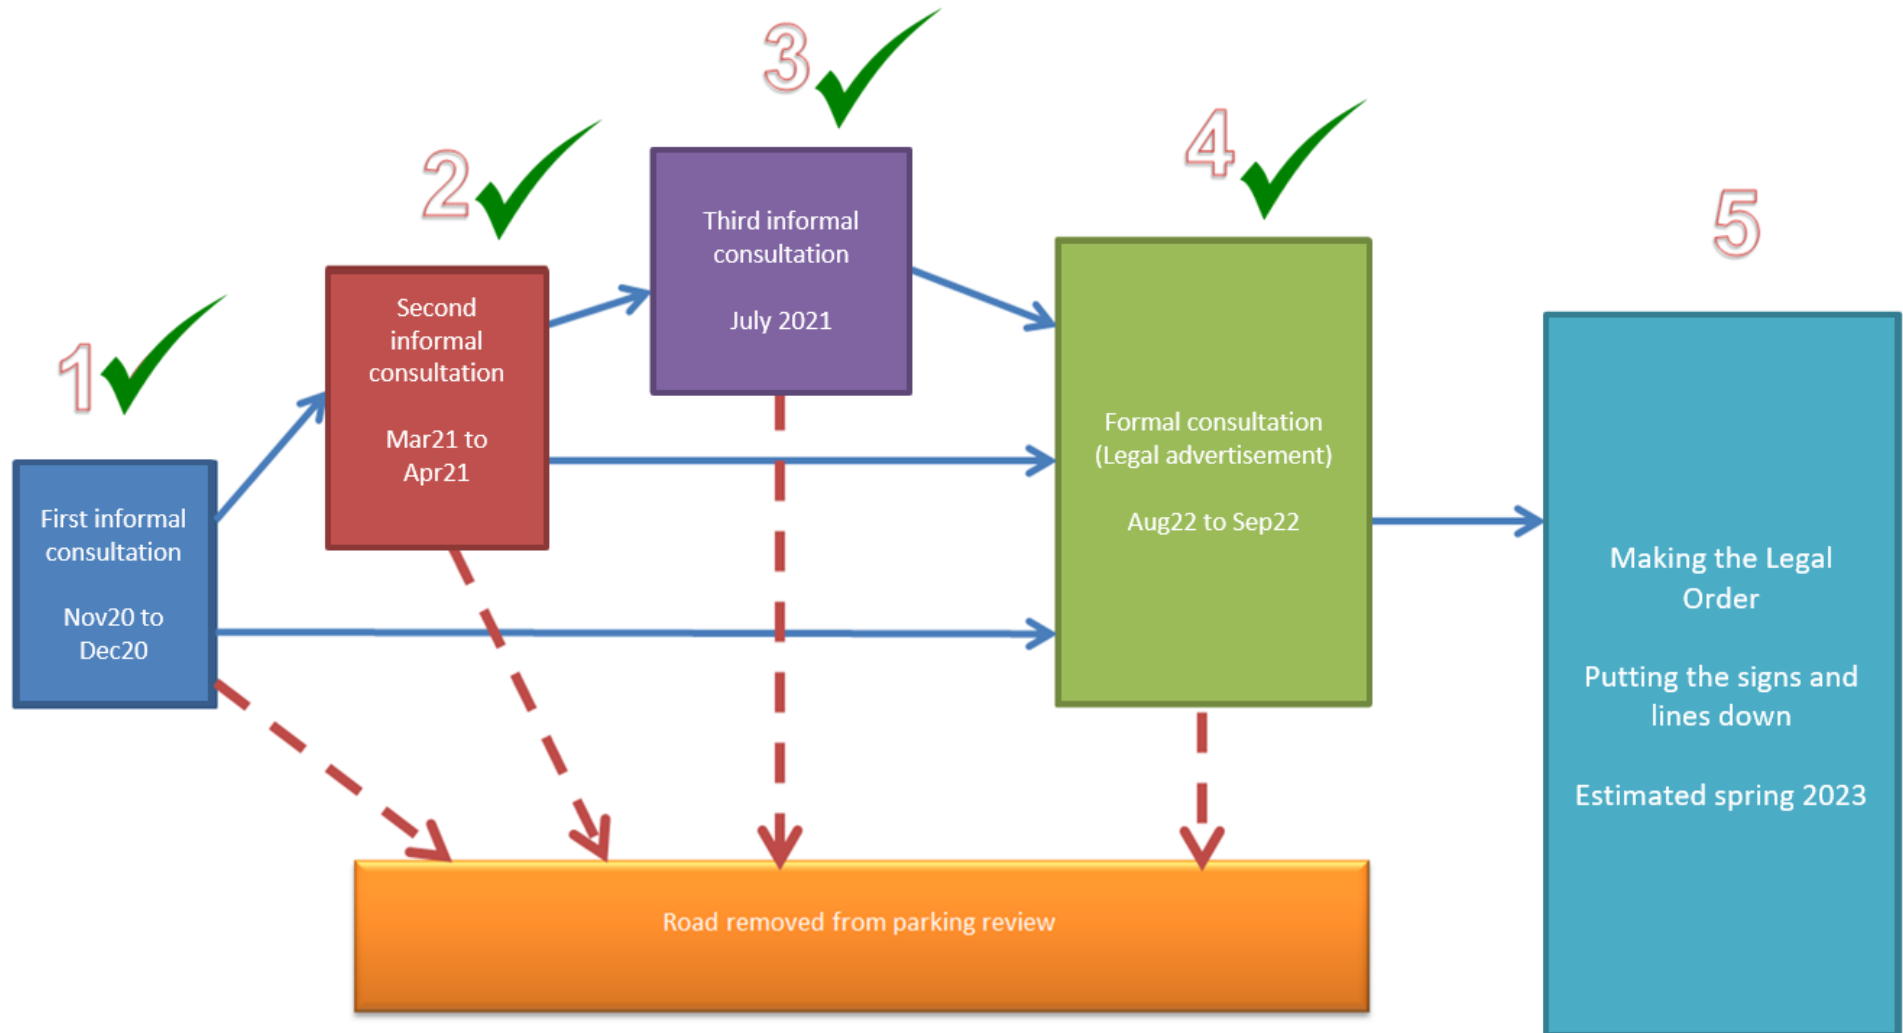 1
First informal
consultation
Nov20 to
Dec20
2
Second
informal
consultation
Mar21 to
Apr21
3
Third informal
consultation
July 2021
4
Formal consultation
(Legal advertisement)
Aug22 to Sep22
5
Making the Legal
Order
Putting the signs and
lines down
Estimated spring 2023
Road removed from parking review